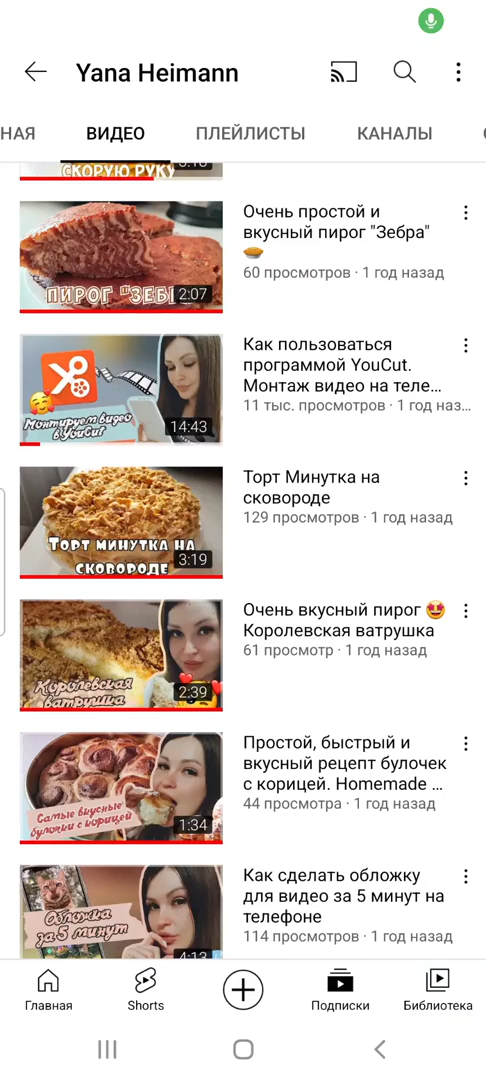 Yana Heimann
НАЯ
ВИДЕО
ПЛЕЙЛИСТЫ
КАНАЛЫ
СКОРУЮ РУКУ
Очень простой и
вкусный пирог "Зебра"
60 просмотров · 1 год назад
ПИРОГ "ЗЕБР
2:07
Как пользоваться
программой YouCut.
Монтаж видео на теле...
11 тыс. просмотров · 1 год наз...
Монтируем видео
в YouCut
14:43
Торт Минутка на
сковороде
129 просмотров · 1 год назад
Торт минутка на
сковороде
3:19
Очень вкусный пирог 🤩
Королевская ватрушка
61 просмотр · 1 год назад
Королевская
ватрушка
2:39
Простой, быстрый и
вкусный рецепт булочек
с корицей. Homemade ...
44 просмотра · 1 год назад
Самые вкусные
булочки с корицей
1:34
Как сделать обложку
для видео за 5 минут на
телефоне
114 просмотров · 1 год назад
Обложка
за 5 минут
4:13
Главная
Shorts
Подписки
Библиотека